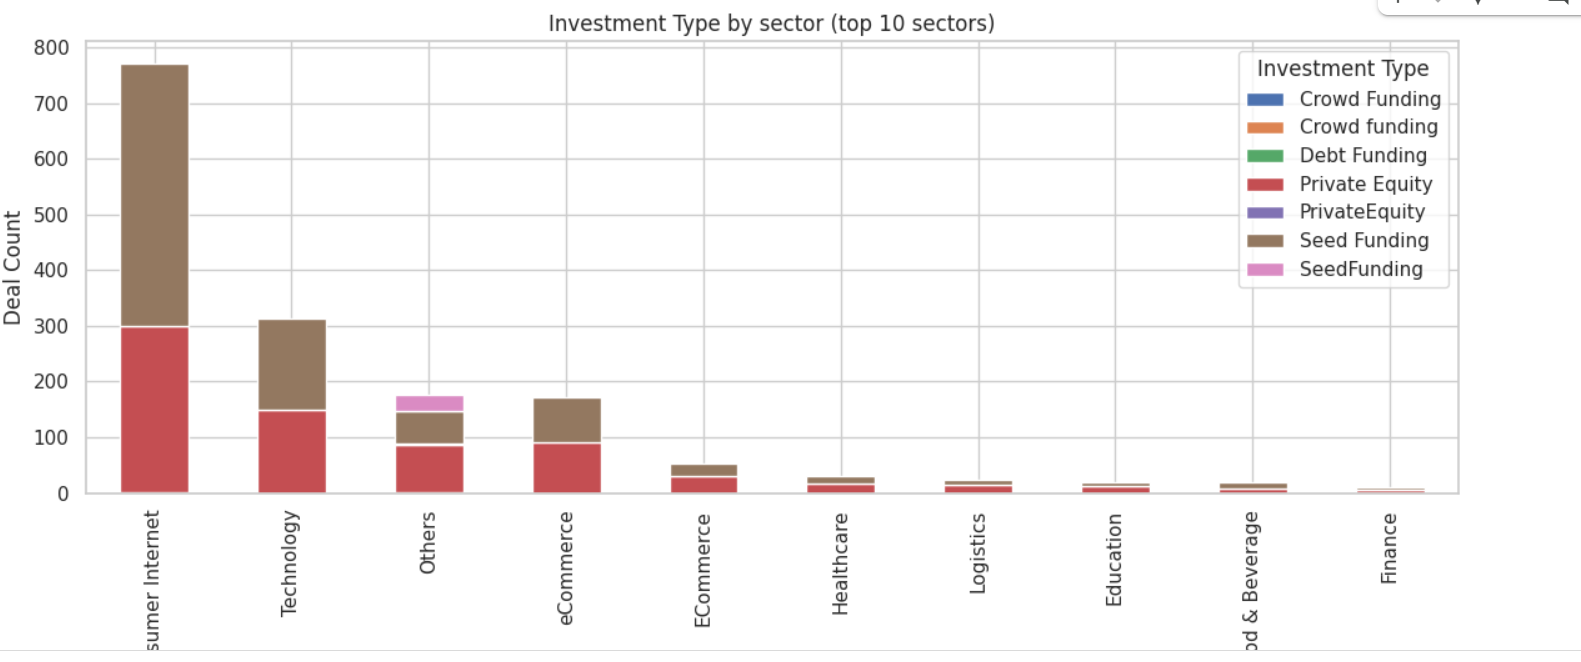 Investment Type by sector (top 10 sectors)
Deal Count
800
700
600
500
400
300
200
100
0
Investment Type
Crowd Funding
Crowd funding
Debt Funding
Private Equity
PrivateEquity
Seed Funding
SeedFunding
sumer Internet
Technology
Others
eCommerce
ECommerce
Healthcare
Logistics
Education
od & Beverage
Finance